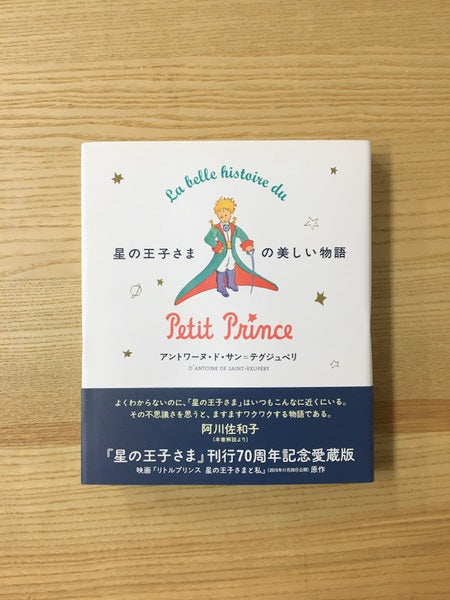 La belle histoire du
星の王子さま の美しい物語
Petit Prince
アントワーヌ・ド・サン=テグジュペリ
D'ANTOINE DE SAINT-EXUPÉRY
よくわからないのに、「星の王子さま」はいつもこんなに近くにいる。
その不思議さを思うと、ますますワクワクする物語である。
阿川佐和子
(本書解説より)
『星の王子さま』刊行70周年記念愛蔵版
映画『リトルプリンス 星の王子さまと私』(2015年11月28日公開)原作